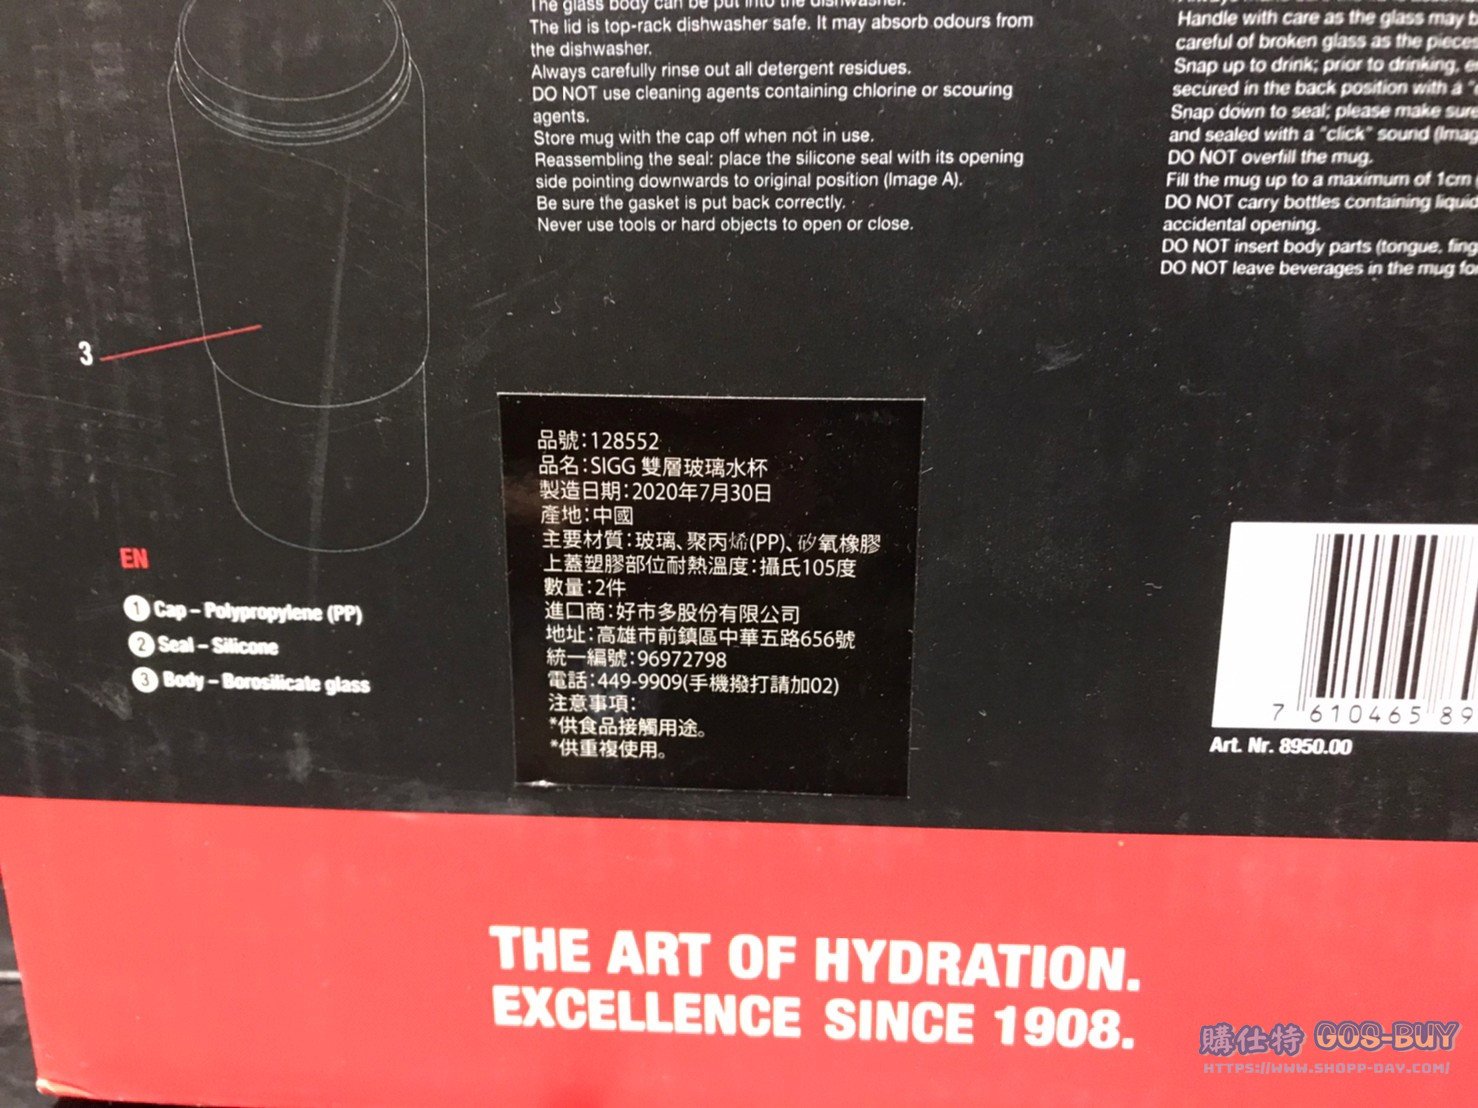 The glass body can be put into the dishwasher.
The lid is top-rack dishwasher safe. It may absorb odours from
the dishwasher.
Always carefully rinse out all detergent residues.
DO NOT use cleaning agents containing chlorine or scouring
agents.
Store mug with the cap off when not in use.
Reassembling the seal: place the silicone seal with its opening
side pointing downwards to original position (Image A).
Be sure the gasket is put back correctly.
Never use tools or hard objects to open or close.
Handle with care as the glass may
careful of broken glass as the pieces
Snap up to drink; prior to drinking,
secured in the back position with a
Snap down to seal; please make sure
and sealed with a "click" sound
DO NOT overfill the mug.
Fill the mug up to a maximum of 1cm
DO NOT carry bottles containing
accidental opening.
DO NOT insert body parts (tongue,
DO NOT leave beverages in the mug
3
EN
1 Cap – Polypropylene (PP)
2 Seal – Silicone
3 Body – Borosilicate glass
品號:128552
品名:SIGG 雙層玻璃水杯
製造日期:2020年7月30日
產地:中國
主要材質:玻璃、聚丙烯(PP)、矽氧橡膠
上蓋塑膠部位耐熱溫度:攝氏105度
數量:2件
進口商:好市多股份有限公司
地址:高雄市前鎮區中華五路656號
統一編號:96972798
電話:449-9909(手機撥打請加02)
注意事項:
*供食品接觸用途。
*供重複使用。
7 610465 89
Art. Nr. 8950.00
THE ART OF HYDRATION.
EXCELLENCE SINCE 1908.
購仕特 GOS-BUY
HTTPS://WWW.SHOPP-DAY.COM/